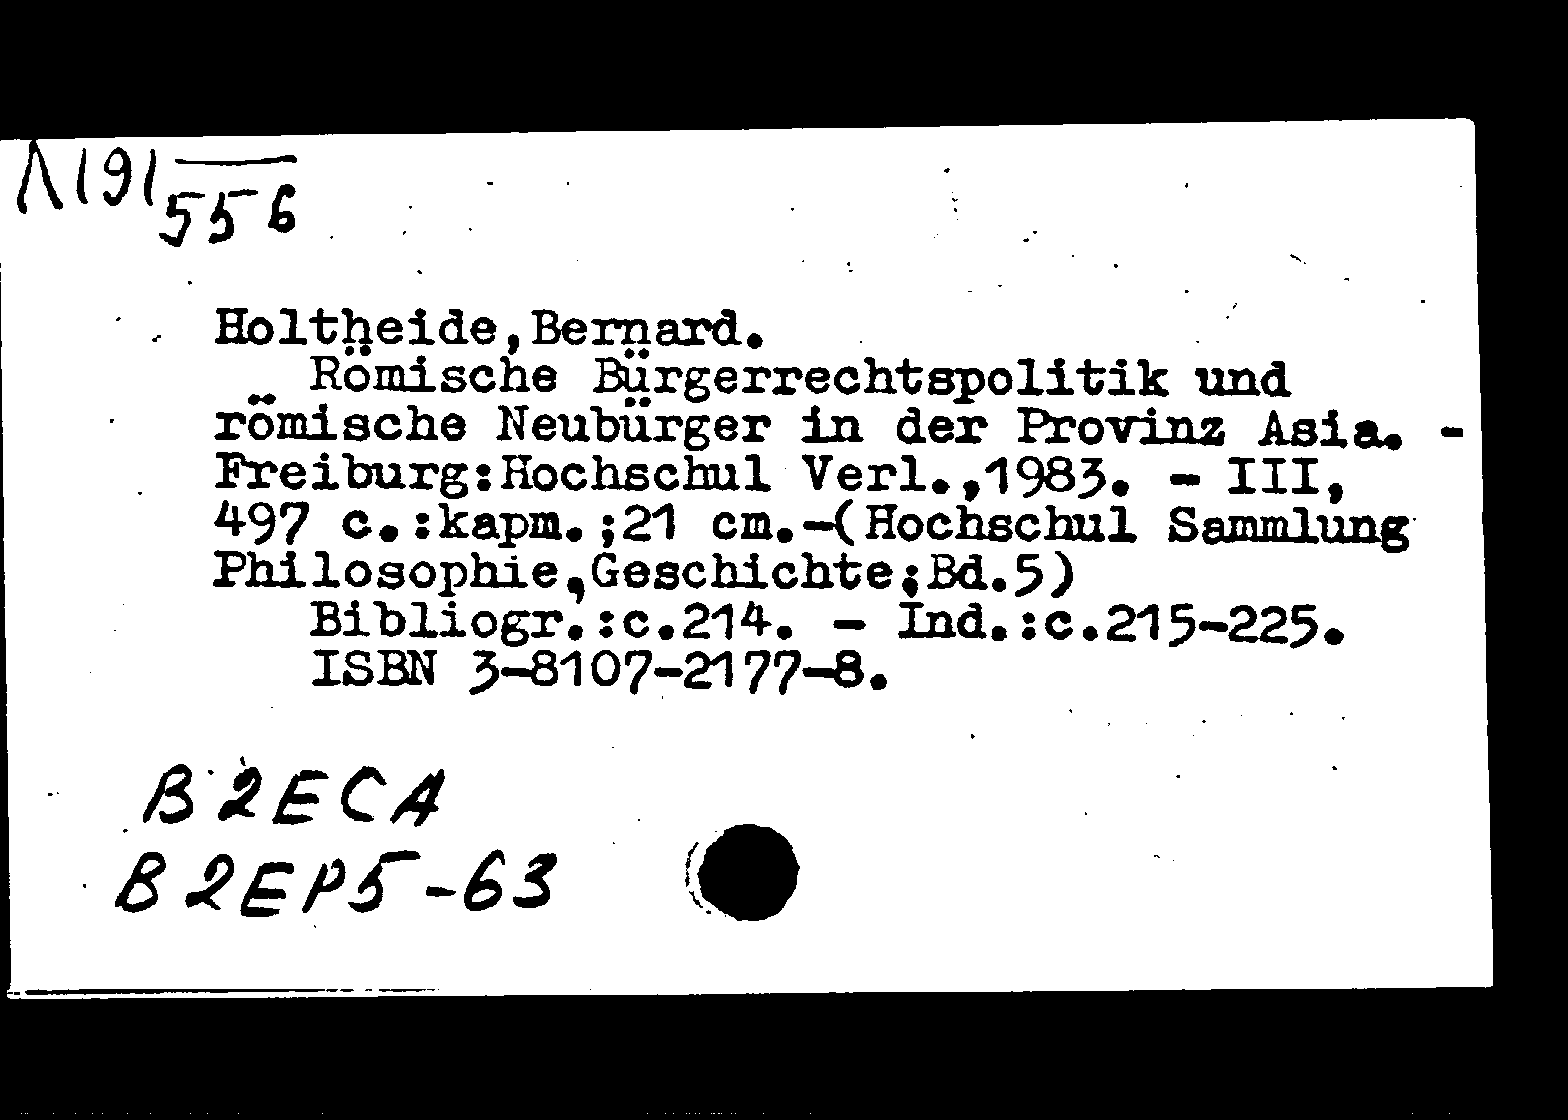 Л191 556
Holtheide,Bernard.
Römische Bürgerrechtspolitik und
römische Neubürger in der Provinz Asia. -
Freiburg:Hochschul Verl.,1983. - III,
497 c.:kapm.;21 cm.-(Hochschul Sammlung
Philosophie,Geschichte;Bd.5)
Bibliogr.:c.214. - Ind.:c.215-225.
ISBN 3-8107-2177-8.
B2ECA
B2EP5-63